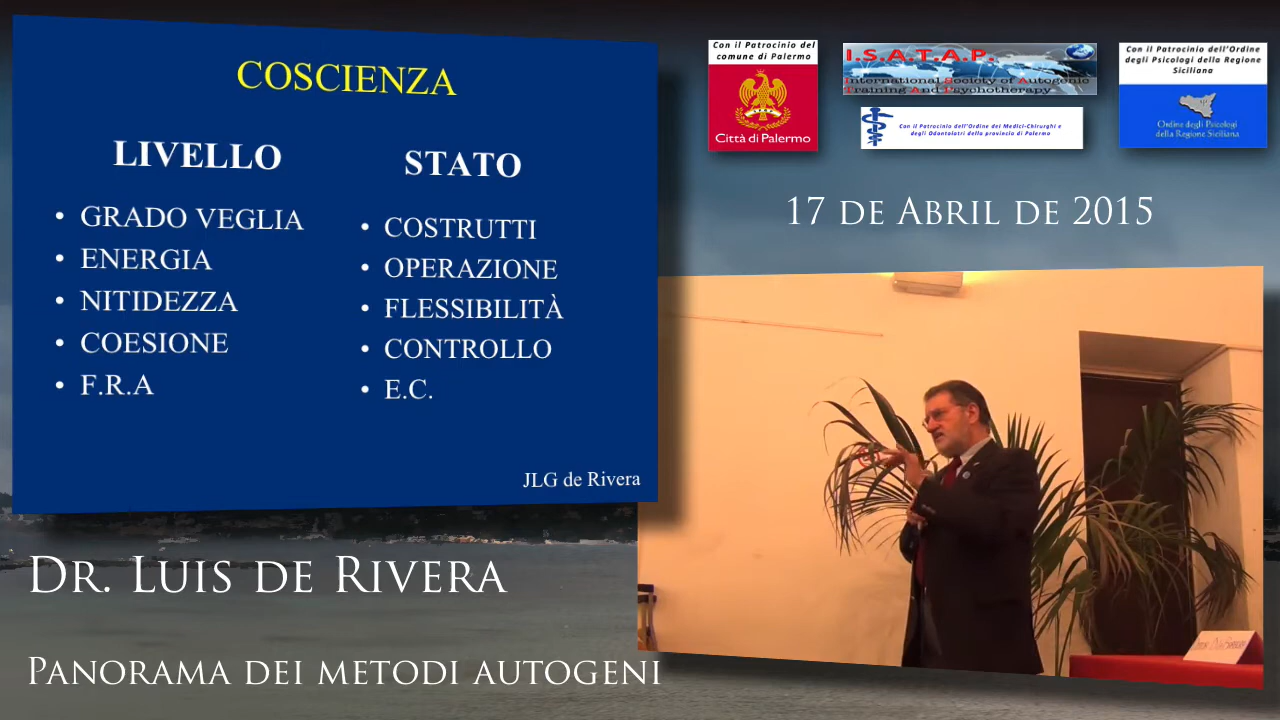 COSCIENZA
LIVELLO
• GRADO VEGLIA
• ENERGIA
• NITIDEZZA
• COESIONE
• F.R.A
STATO
• COSTRUTTI
• OPERAZIONE
• FLESSIBILITÀ
• CONTROLLO
• E.C.
JLG de Rivera
Con il Patrocinio del
comune di Palermo
Città di Palermo
I.S.A.T.A.P.
International Society of Autogenic
Training And Psychotherapy
Con il Patrocinio dell'Ordine dei Medici-Chirurghi e
degli Odontoiatri della provincia di Palermo
Con il Patrocinio dell'Ordine
degli Psicologi della Regione
Siciliana
Ordine degli Psicologi
della Regione Siciliana
17 de Abril de 2015
Dr. Luis de Rivera
Panorama dei metodi autogeni